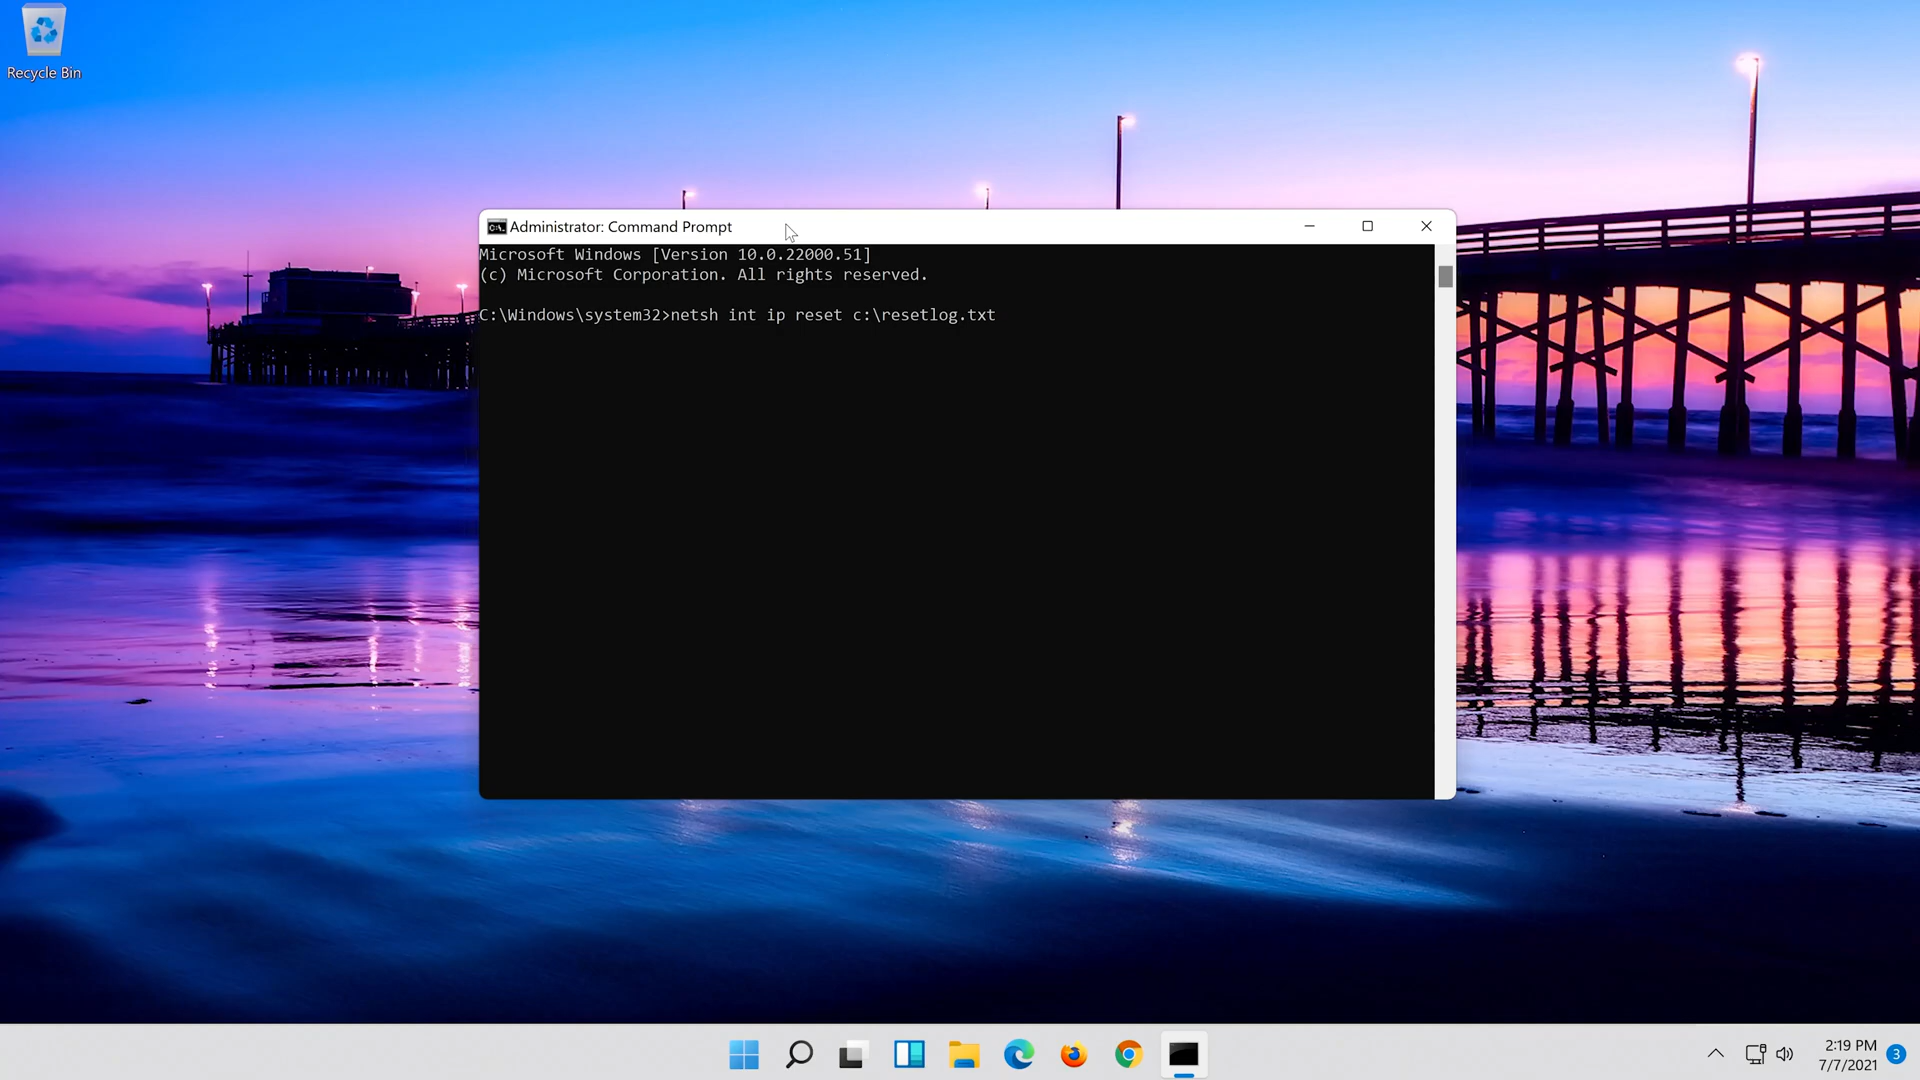 Recycle Bin
Administrator: Command Prompt
Microsoft Windows [Version 10.0.22000.51]
(c) Microsoft Corporation. All rights reserved.
C:\Windows\system32>netsh int ip reset c:\resetlog.txt
2:19 PM
7/7/2021
3